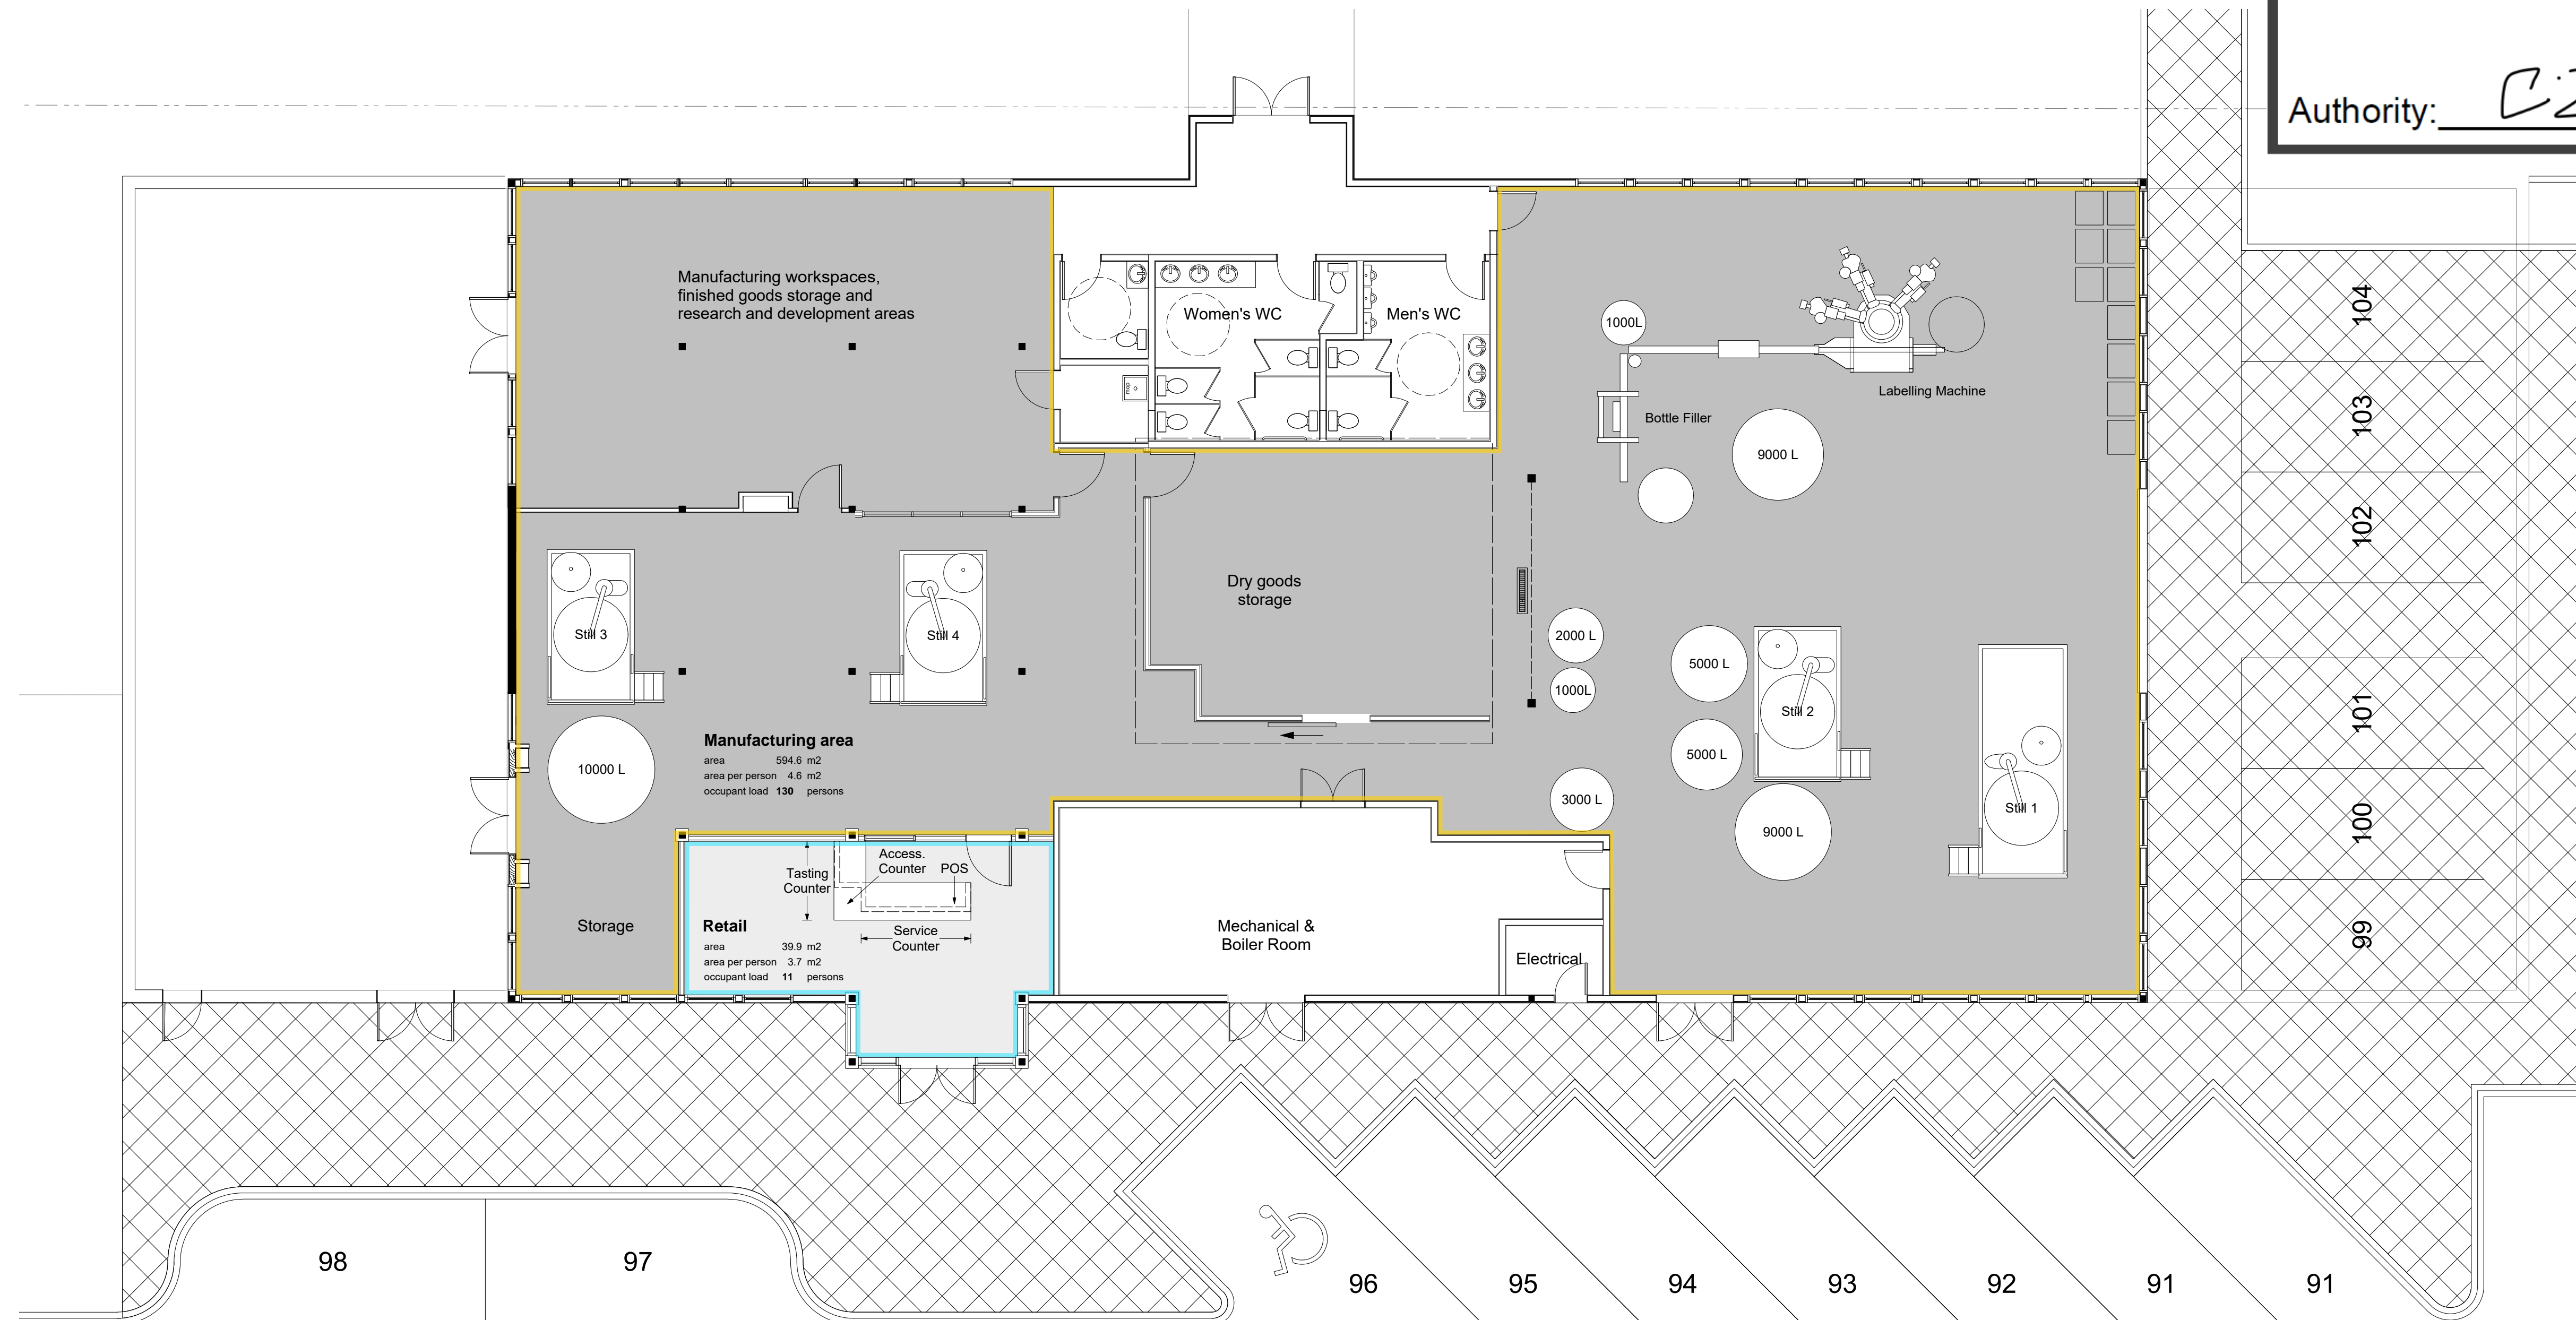 Authority:
Manufacturing workspaces,
finished goods storage and
research and development areas
Women's WC
Men's WC
mop
1000L
Labelling Machine
Bottle Filler
9000 L
Dry goods
storage
Still 3
Still 4
2000 L
1000L
5000 L
5000 L
Still 2
Still 1
3000 L
9000 L
10000 L
Manufacturing area
area 594.6 m2
area per person 4.6 m2
occupant load 130 persons
Access.
Counter
POS
Tasting
Counter
Service
Counter
Retail
area 39.9 m2
area per person 3.7 m2
occupant load 11 persons
Storage
Mechanical &
Boiler Room
Electrical
104
103
102
101
100
99
98
97
96
95
94
93
92
91
91